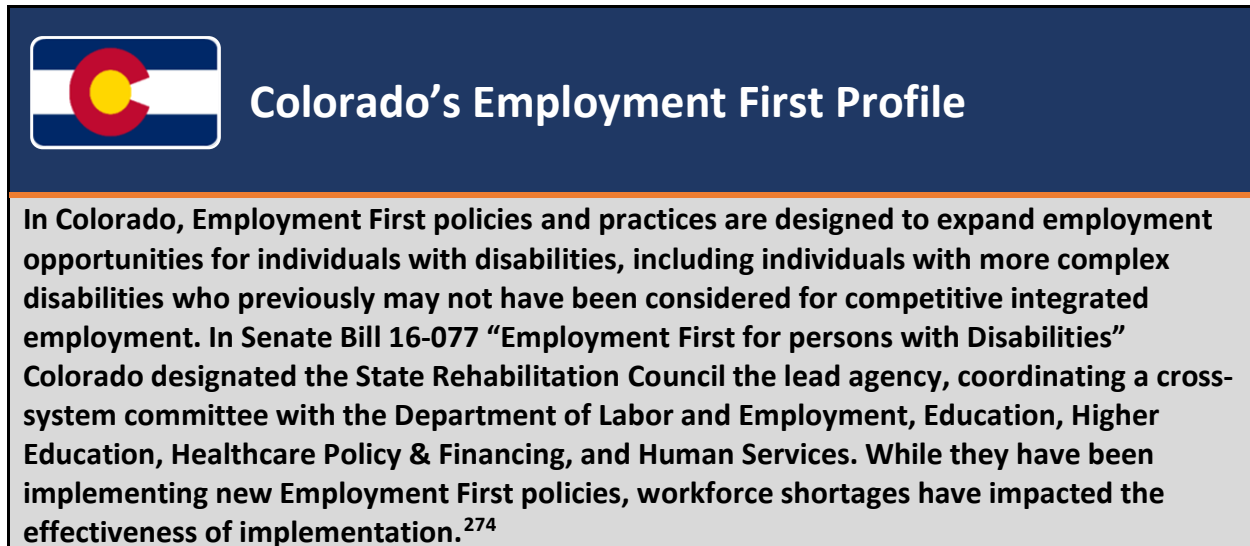 Colorado’s Employment First Profile
In Colorado, Employment First policies and practices are designed to expand employment
opportunities for individuals with disabilities, including individuals with more complex
disabilities who previously may not have been considered for competitive integrated
employment. In Senate Bill 16-077 “Employment First for persons with Disabilities”
Colorado designated the State Rehabilitation Council the lead agency, coordinating a cross-
system committee with the Department of Labor and Employment, Education, Higher
Education, Healthcare Policy & Financing, and Human Services. While they have been
implementing new Employment First policies, workforce shortages have impacted the
effectiveness of implementation.274